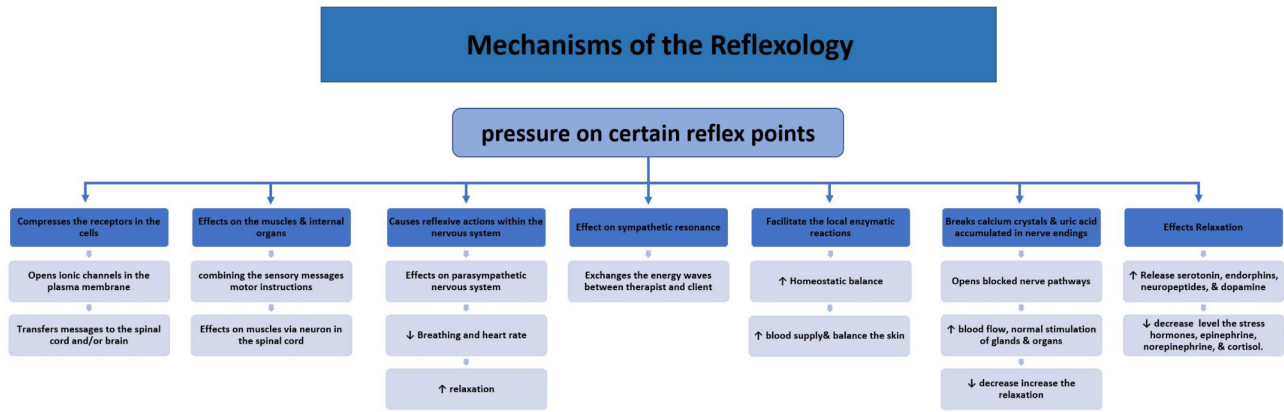 Mechanisms of the Reflexology
pressure on certain reflex points
Compresses the receptors in the
cells
Opens ionic channels in the
plasma membrane
Transfers messages to the spinal
cord and/or brain
Effects on the muscles & internal
organs
combining the sensory messages
motor instructions
Effects on muscles via neuron in
the spinal cord
Causes reflexive actions within the
nervous system
Effects on parasympathetic
nervous system
↓ Breathing and heart rate
↑ relaxation
Effect on sympathetic resonance
Exchanges the energy waves
between therapist and client
Facilitate the local enzymatic
reactions
↑ Homeostatic balance
↑ blood supply& balance the skin
Breaks calcium crystals & uric acid
accumulated in nerve endings
Opens blocked nerve pathways
↑ blood flow, normal stimulation
of glands & organs
↓ decrease increase the
relaxation
Effects Relaxation
↑ Release serotonin, endorphins,
neuropeptides, & dopamine
↓ decrease level the stress
hormones, epinephrine,
norepinephrine, & cortisol.